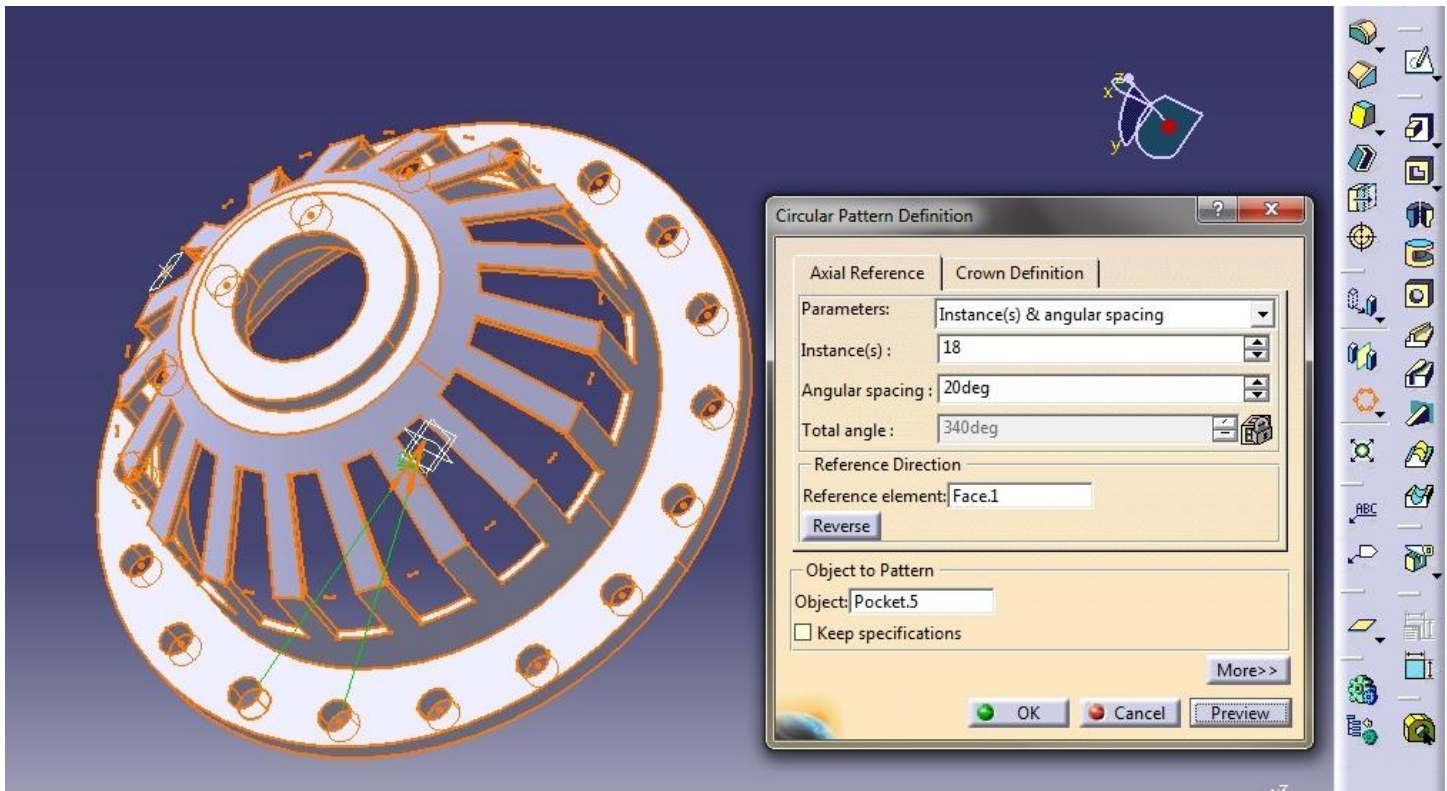 z
x
y
Circular Pattern Definition
?
X
Axial Reference
Crown Definition
Parameters:
Instance(s) & angular spacing
Instance(s) :
18
Angular spacing :
20deg
Total angle :
340deg
Reference Direction
Reference element:
Face.1
Reverse
Object to Pattern
Object:
Pocket.5
Keep specifications
More>>
OK
Cancel
Preview
ABC